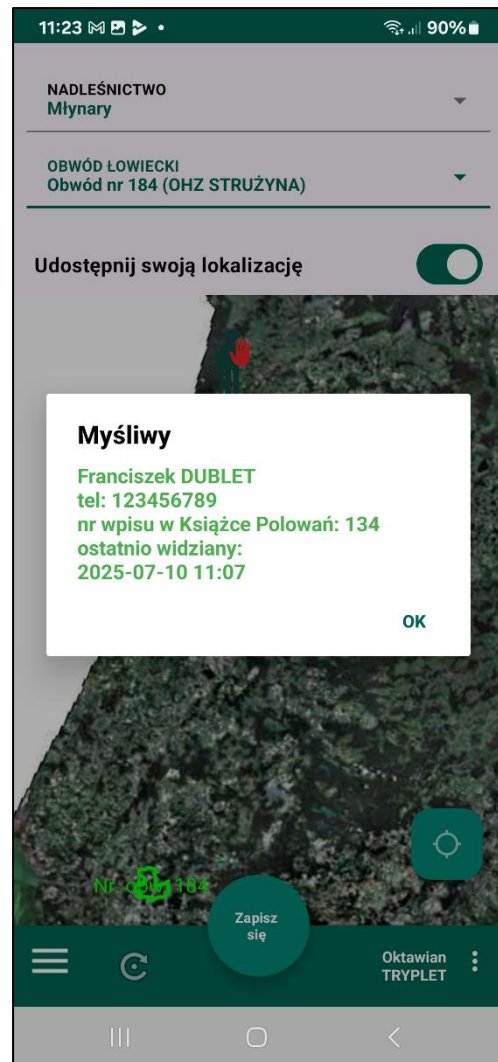 11:23
90%
NADLEŚNICTWO
Młynary
OBWÓD ŁOWIECKI
Obwód nr 184 (OHZ STRUŻYNA)
Udostępnij swoją lokalizację
Myśliwy
Franciszek DUBLET
tel: 123456789
nr wpisu w Książce Polowań: 134
ostatnio widziany:
2025-07-10 11:07
OK
Nr. obw. 184
Zapisz
się
Oktawian
TRYPLET